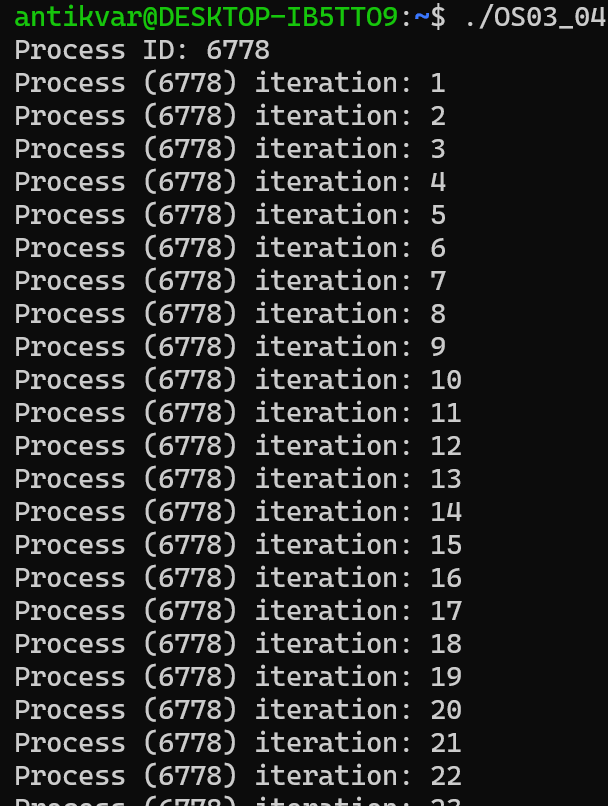 antikvar@DESKTOP-IB5TTO9:~$ ./OS03_04
Process ID: 6778
Process (6778) iteration: 1
Process (6778) iteration: 2
Process (6778) iteration: 3
Process (6778) iteration: 4
Process (6778) iteration: 5
Process (6778) iteration: 6
Process (6778) iteration: 7
Process (6778) iteration: 8
Process (6778) iteration: 9
Process (6778) iteration: 10
Process (6778) iteration: 11
Process (6778) iteration: 12
Process (6778) iteration: 13
Process (6778) iteration: 14
Process (6778) iteration: 15
Process (6778) iteration: 16
Process (6778) iteration: 17
Process (6778) iteration: 18
Process (6778) iteration: 19
Process (6778) iteration: 20
Process (6778) iteration: 21
Process (6778) iteration: 22